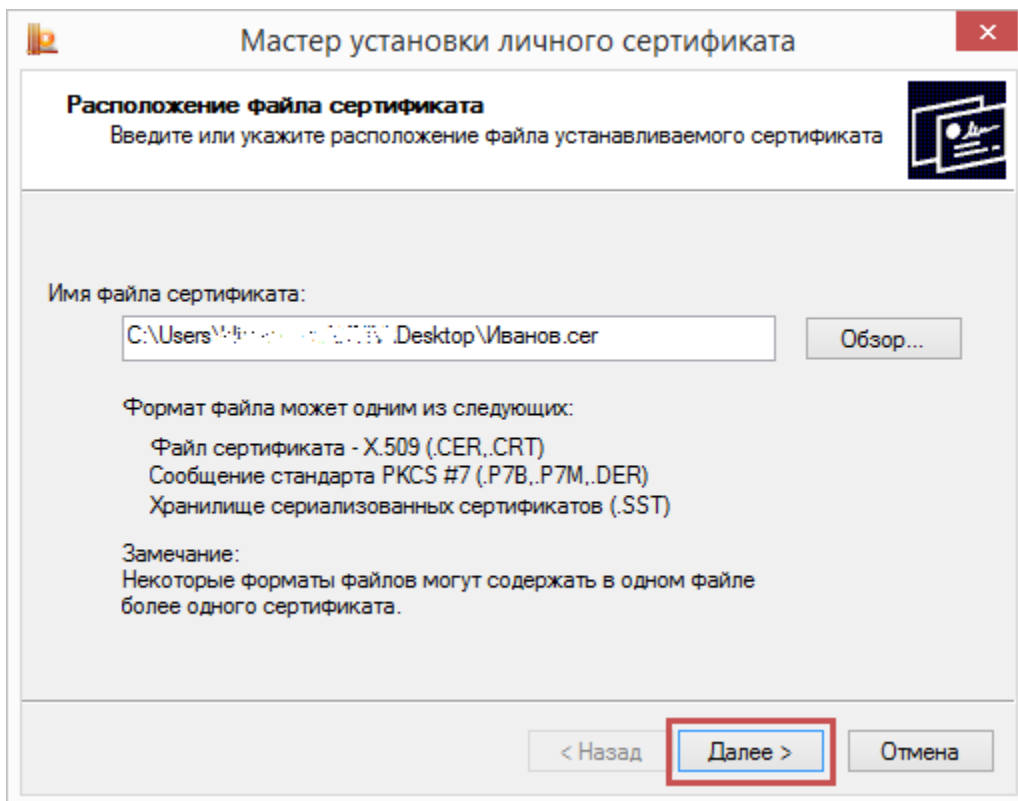 Мастер установки личного сертификата
Расположение файла сертификата
Введите или укажите расположение файла устанавливаемого сертификата
Имя файла сертификата:
C:\Users\ .Desktop\Иванов.cer
Обзор...
Формат файла может одним из следующих:
Файл сертификата - X.509 (.CER,.CRT)
Сообщение стандарта PKCS #7 (.P7B,.P7M,.DER)
Хранилище сериализованных сертификатов (.SST)
Замечание:
Некоторые форматы файлов могут содержать в одном файле
более одного сертификата.
< Назад
Далее >
Отмена